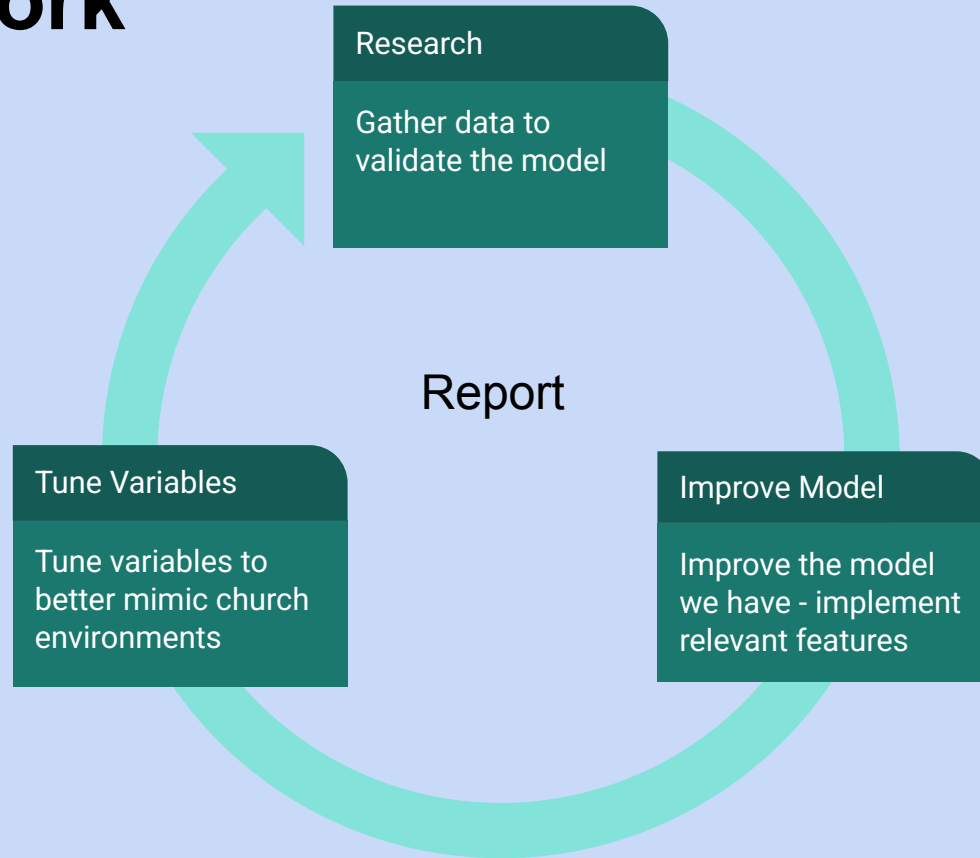 Research
Gather data to
validate the model
Report
Tune Variables
Tune variables to
better mimic church
environments
Improve Model
Improve the model
we have - implement
relevant features